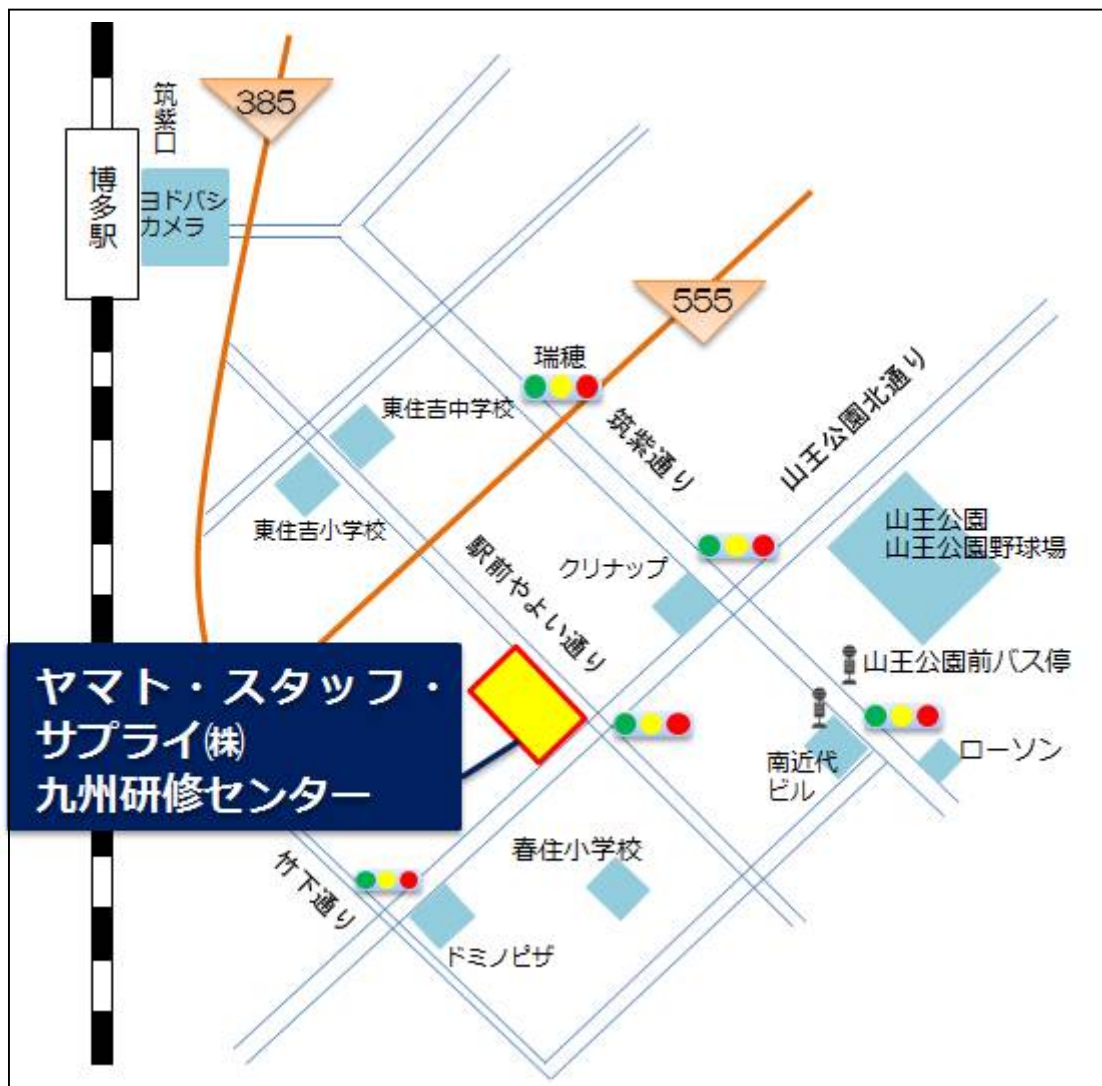 筑紫口
385
博多駅
ヨドバシ
カメラ
555
瑞穂
東住吉中学校
筑紫通り
山王公園北通り
東住吉小学校
山王公園
山王公園野球場
クリナップ
駅前やよい通り
山王公園前バス停
ヤマト・スタッフ・
サプライ㈱
九州研修センター
南近代
ビル
ローソン
春住小学校
竹下通り
ドミノピザ